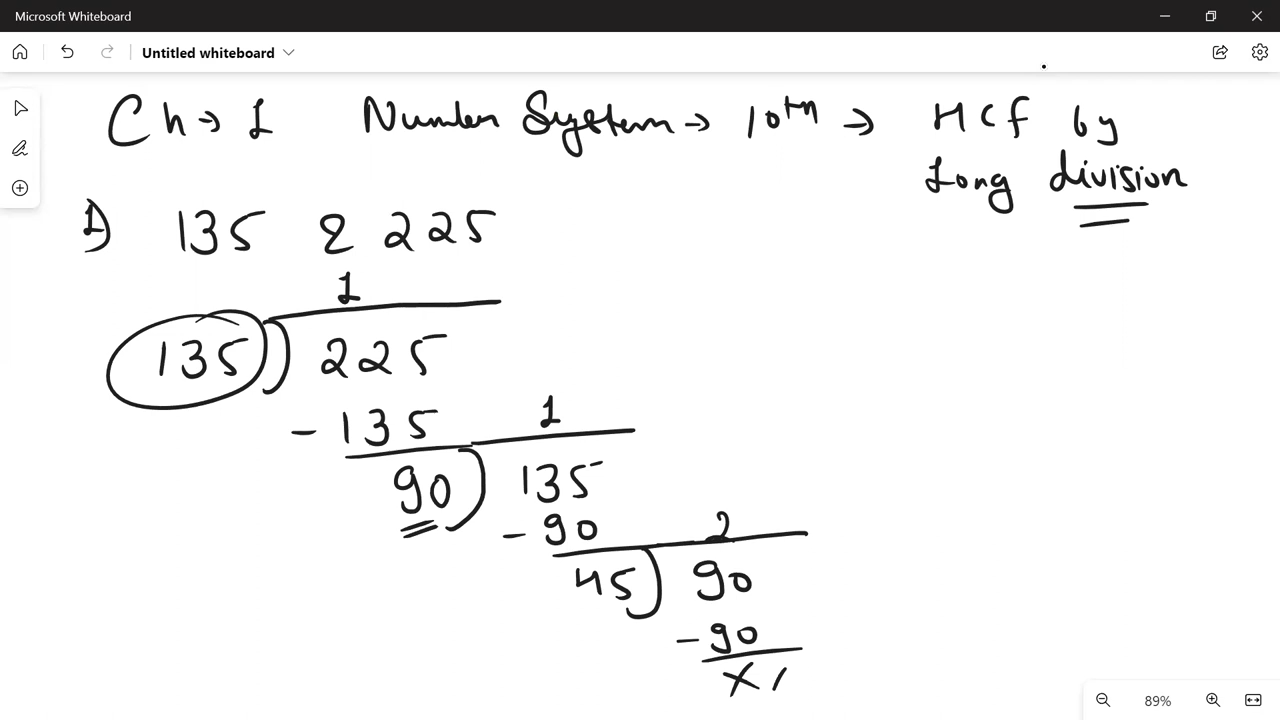 Microsoft Whiteboard
Untitled whiteboard
Ch → 1 Number System → 10th → HCF by
Long division
1) 135 & 225
1
135) 225
- 135 1
90) 135
- 90 2
45) 90
- 90
x
89%